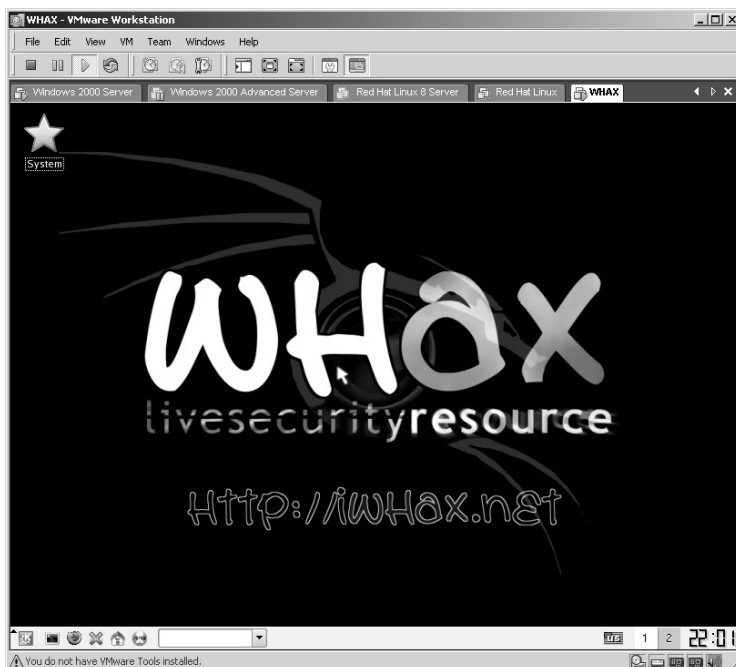 WHAX - VMware Workstation
File Edit View VM Team Windows Help
Windows 2000 Server Windows 2000 Advanced Server Red Hat Linux 8 Server Red Hat Linux WHAX
System
wHax
livesecurityresource
Http://iwHax.net
1 2 22:01
You do not have VMware Tools installed.